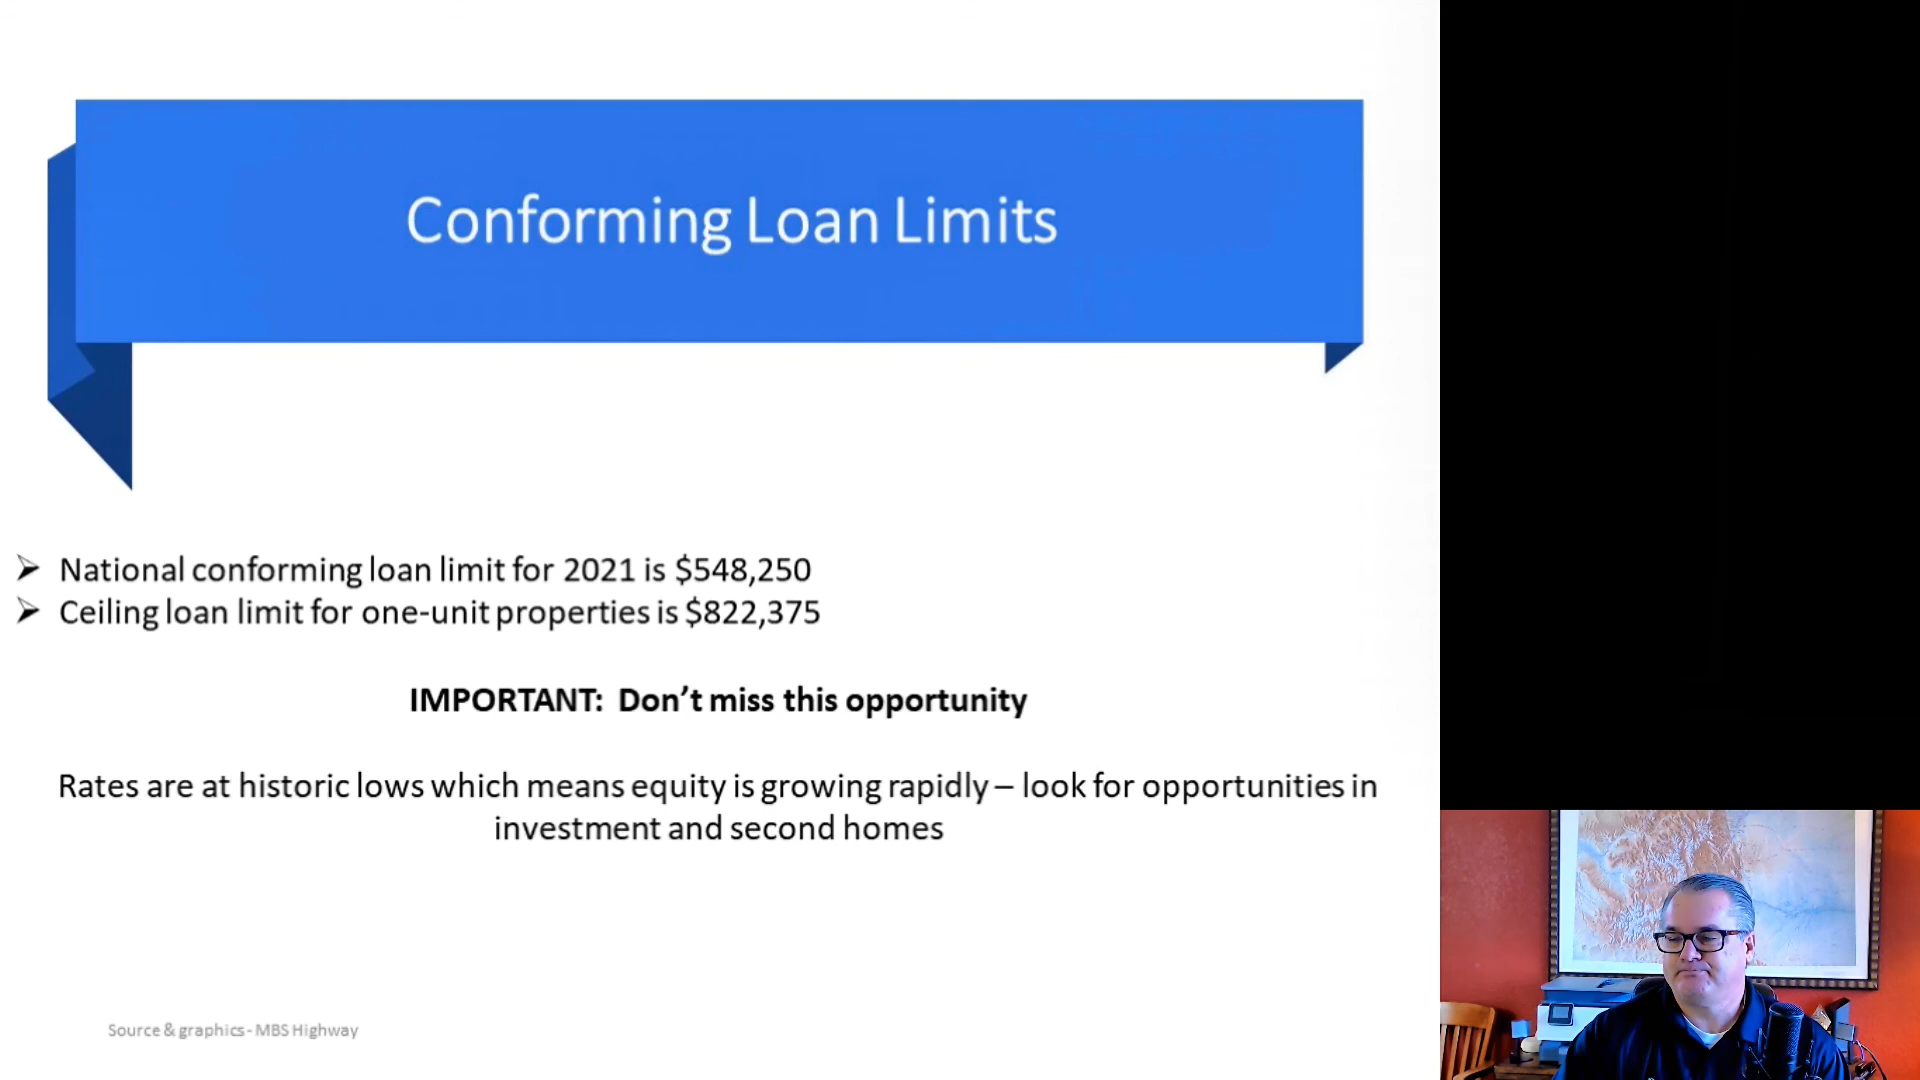 Conforming Loan Limits
National conforming loan limit for 2021 is $548,250
Ceiling loan limit for one-unit properties is $822,375
IMPORTANT:  Don’t miss this opportunity
Rates are at historic lows which means equity is growing rapidly – look for opportunities in
investment and second homes
Source & graphics - MBS Highway